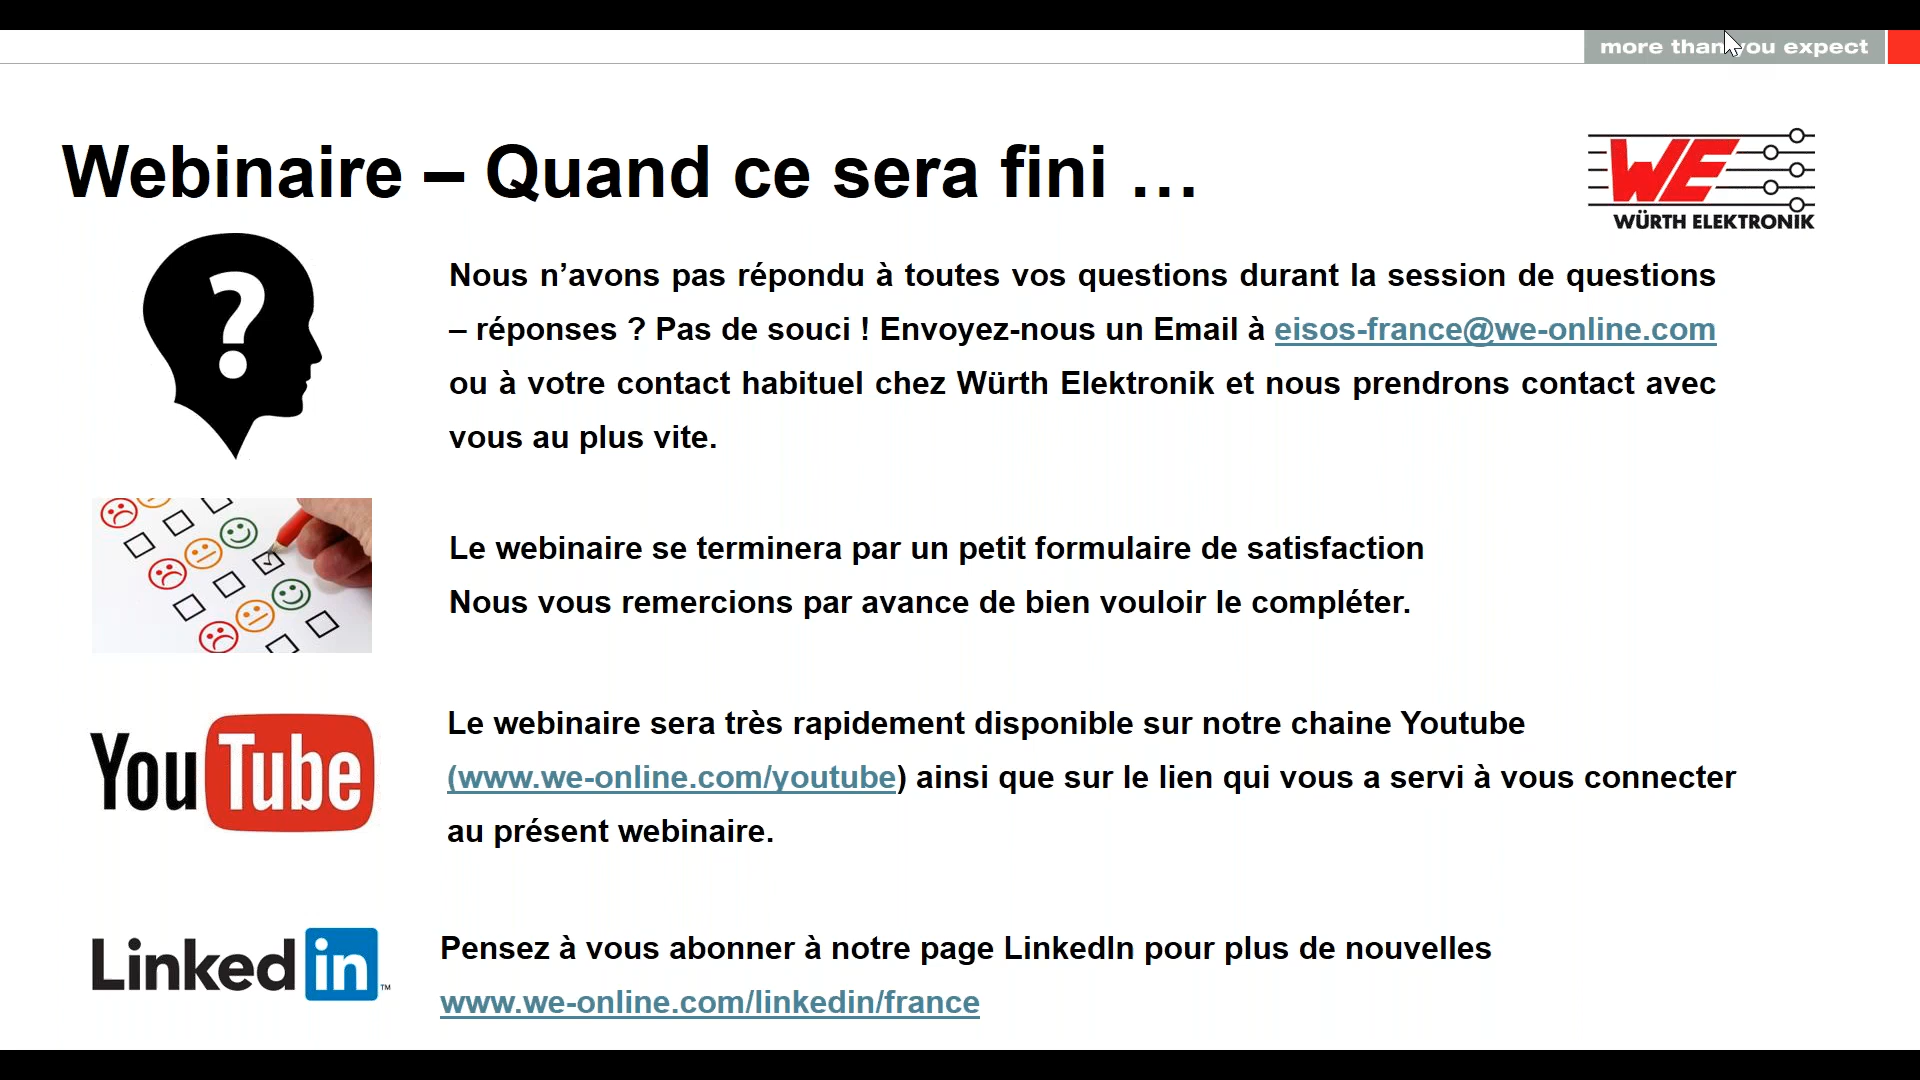 more than you expect
Webinaire – Quand ce sera fini …
WE
WÜRTH ELEKTRONIK
?
Nous n’avons pas répondu à toutes vos questions durant la session de questions
– réponses ? Pas de souci ! Envoyez-nous un Email à eisos-france@we-online.com
ou à votre contact habituel chez Würth Elektronik et nous prendrons contact avec
vous au plus vite.
Le webinaire se terminera par un petit formulaire de satisfaction
Nous vous remercions par avance de bien vouloir le compléter.
YouTube
Le webinaire sera très rapidement disponible sur notre chaine Youtube
(www.we-online.com/youtube) ainsi que sur le lien qui vous a servi à vous connecter
au présent webinaire.
Linked in ™
Pensez à vous abonner à notre page LinkedIn pour plus de nouvelles
www.we-online.com/linkedin/france